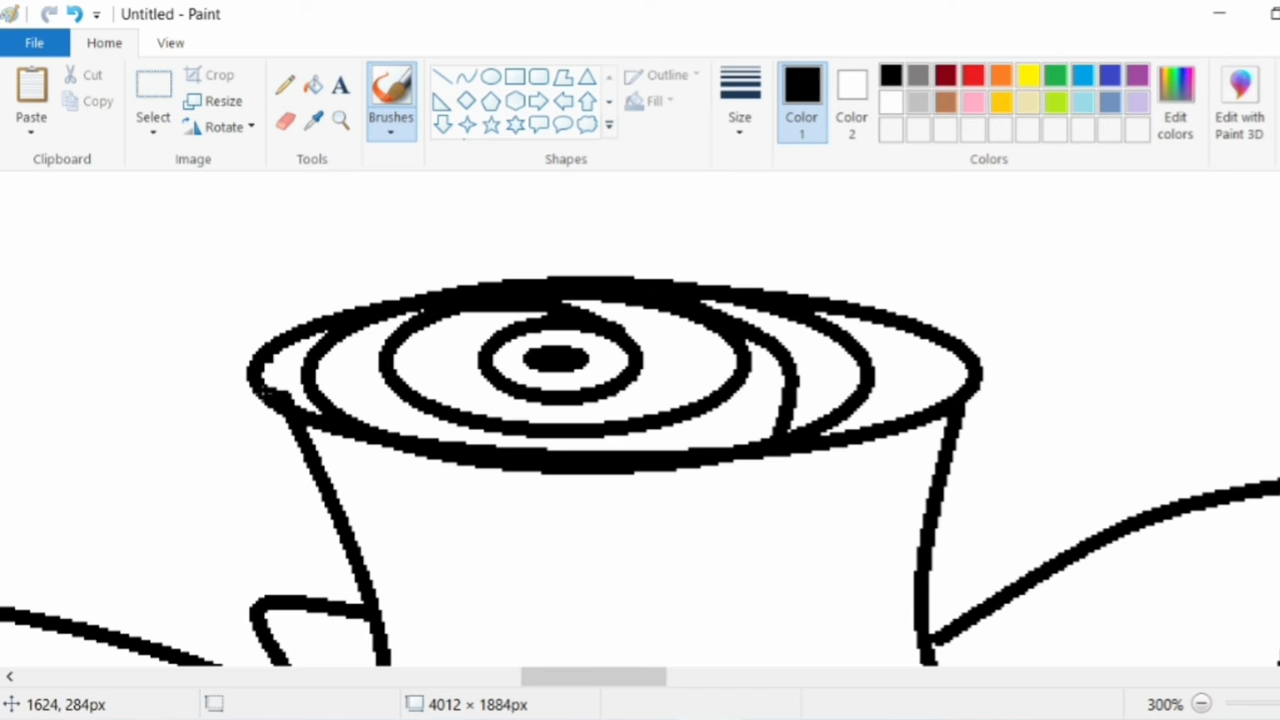 Untitled - Paint
File Home View
Paste
Cut
Copy
Clipboard
Select
Crop
Resize
Rotate
Image
A
Tools
Brushes
Outline
Fill
Shapes
Size
Color 1
Color 2
Edit colors
Colors
Edit with Paint 3D
1624, 284px
4012 × 1884px
300%